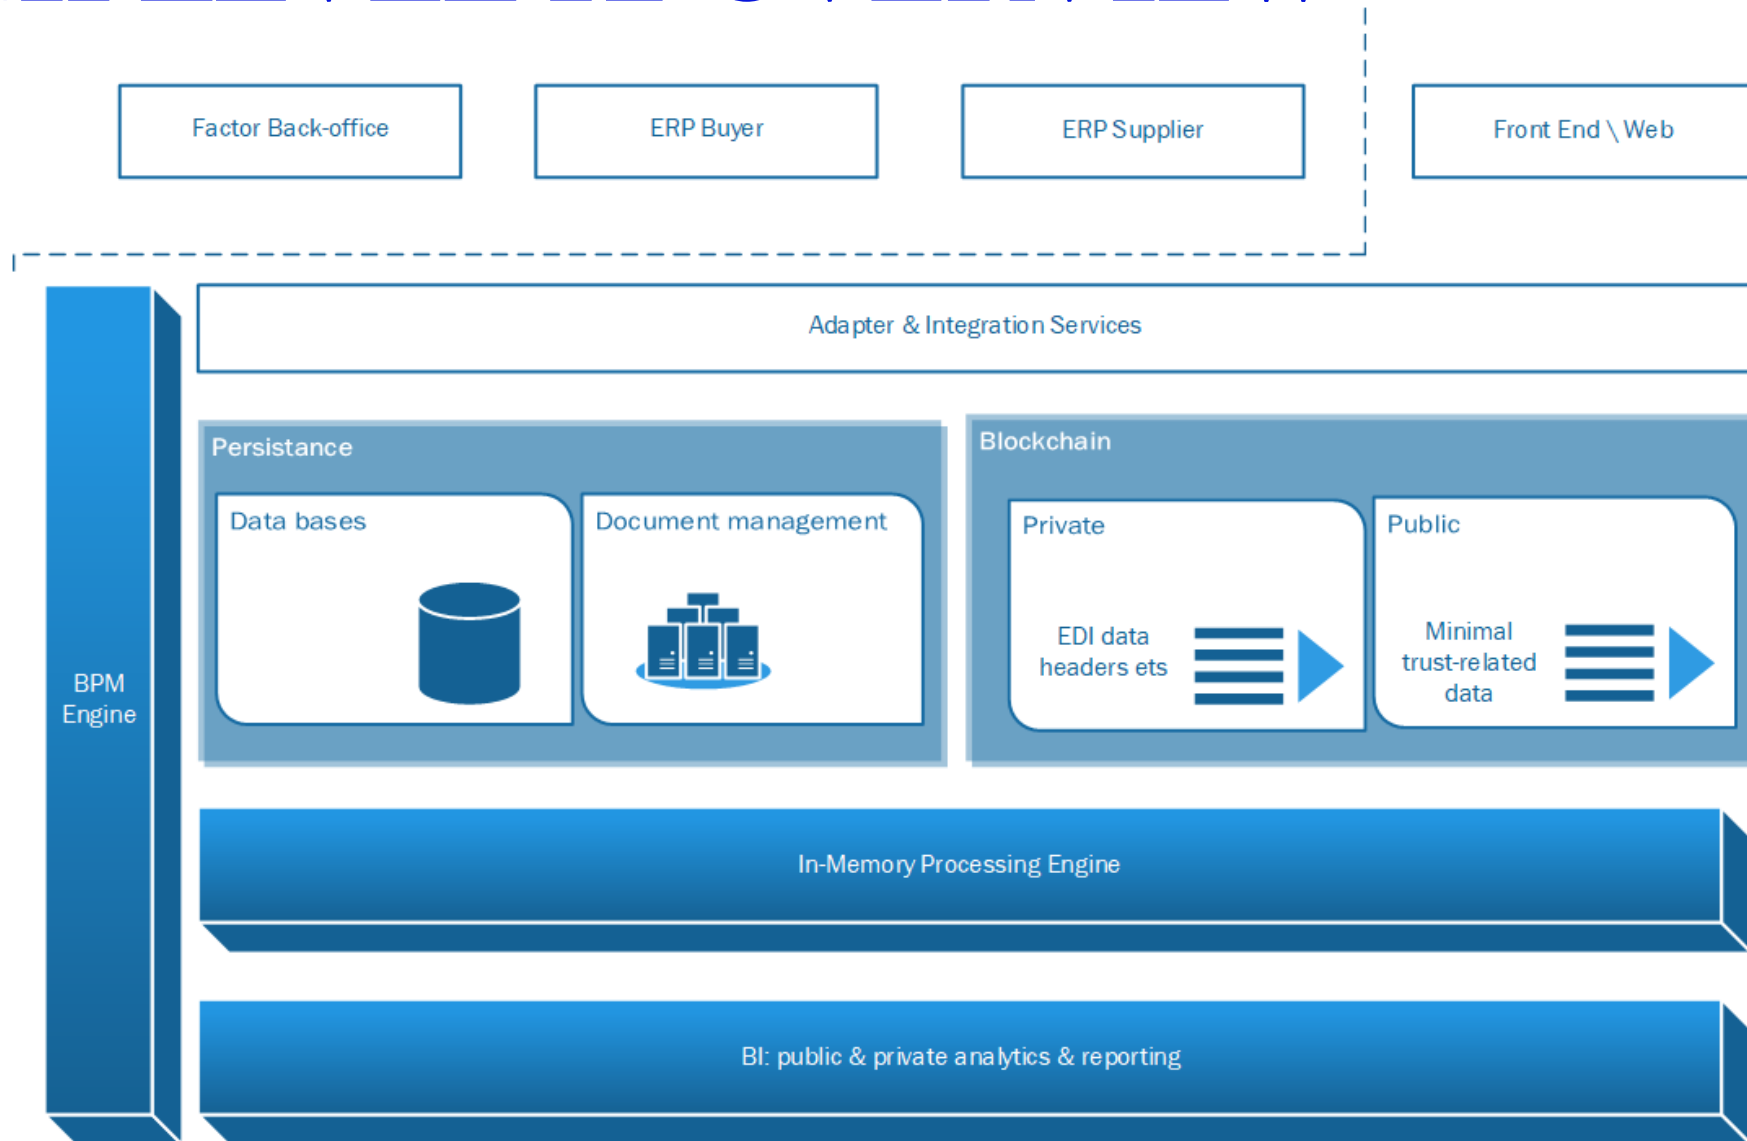 Factor Back-office
ERP Buyer
ERP Supplier
Front End \ Web
Adapter & Integration Services
Persistance
Blockchain
Data bases
Document management
Private
Public
EDI data
headers ets
Minimal
trust-related
data
BPM
Engine
In-Memory Processing Engine
BI: public & private analytics & reporting